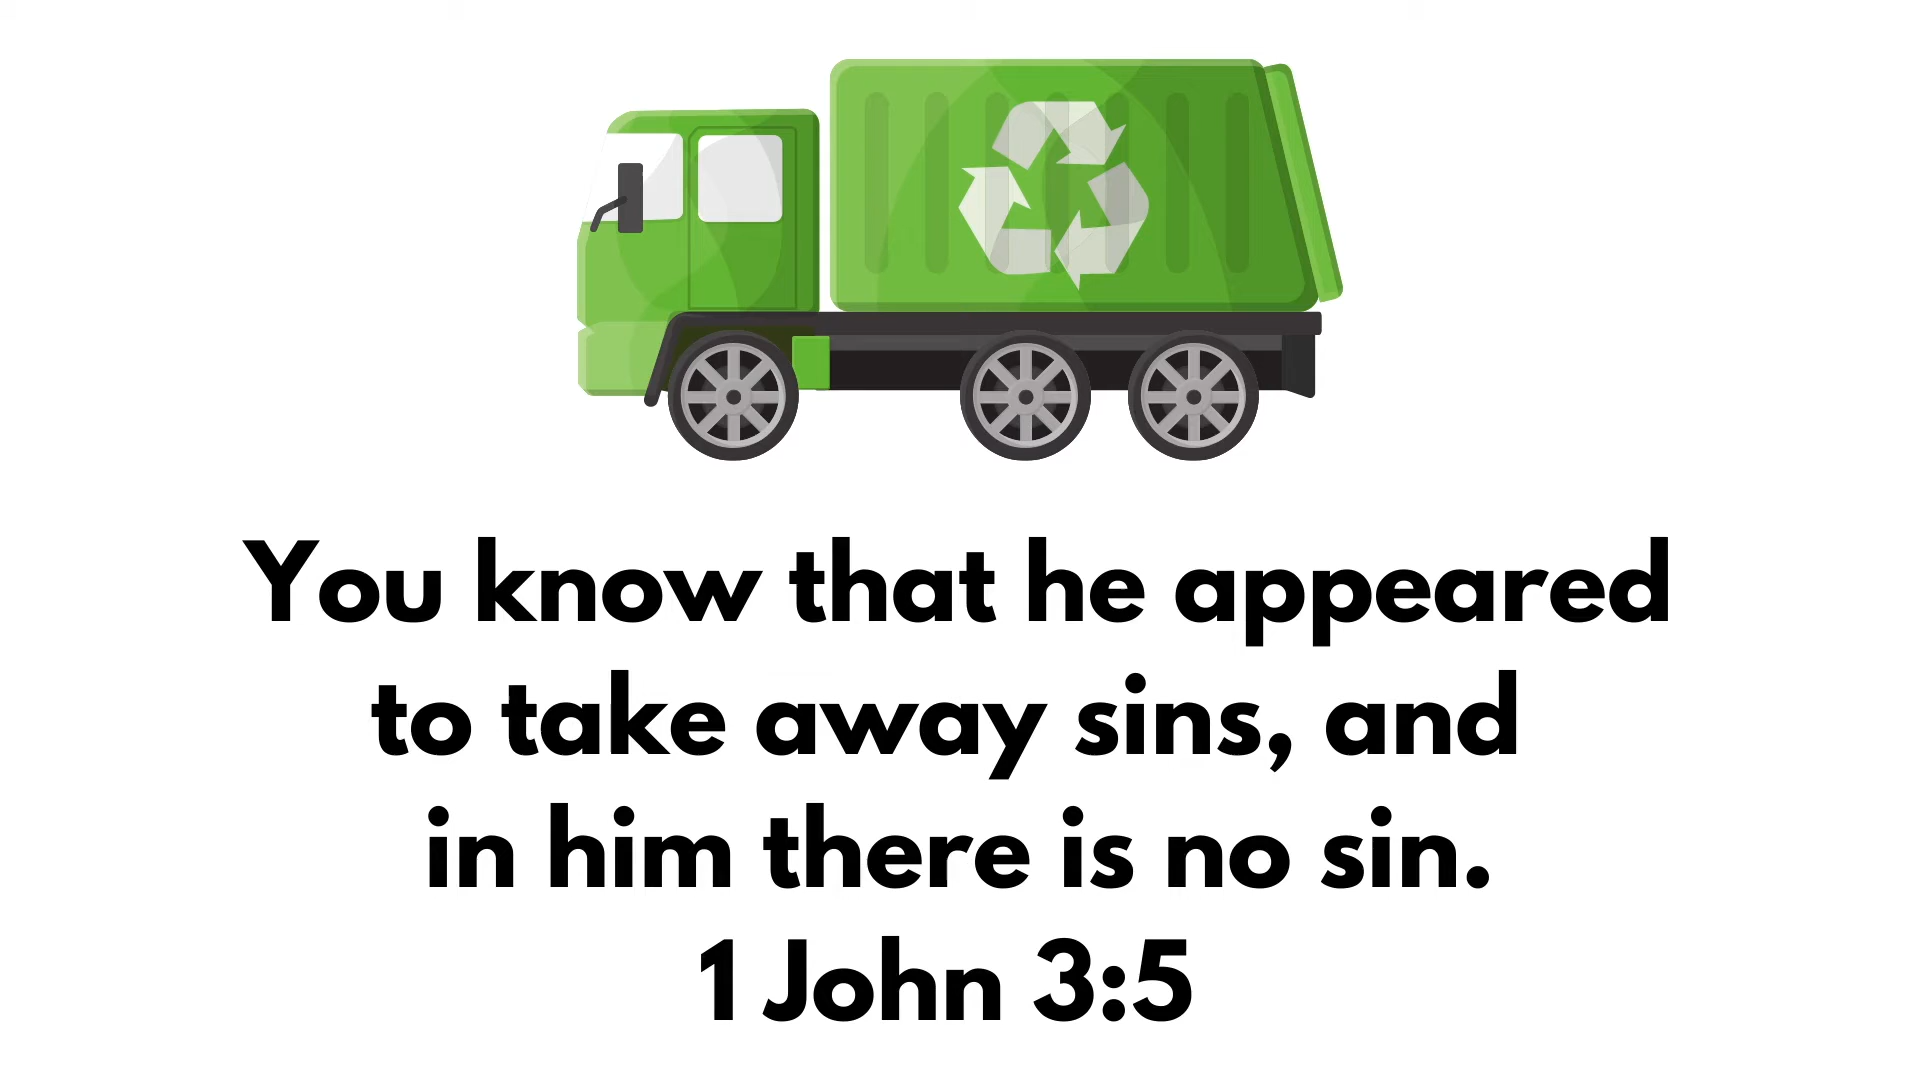 You know that he appeared
to take away sins, and
in him there is no sin.
1 John 3:5